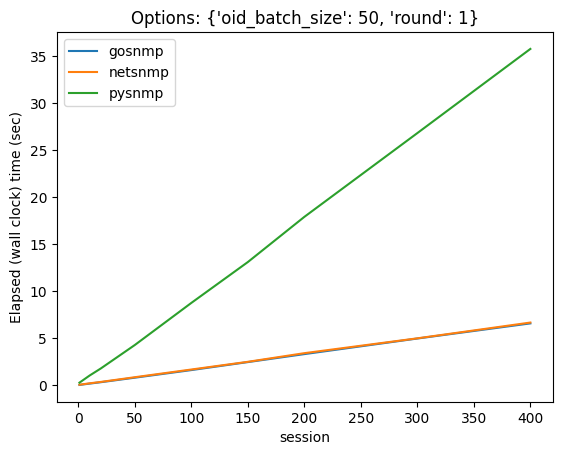 Options: {'oid_batch_size': 50, 'round': 1}
gosnmp
netsnmp
pysnmp
Elapsed (wall clock) time (sec)
35
30
25
20
15
10
5
0
0 50 100 150 200 250 300 350 400
session